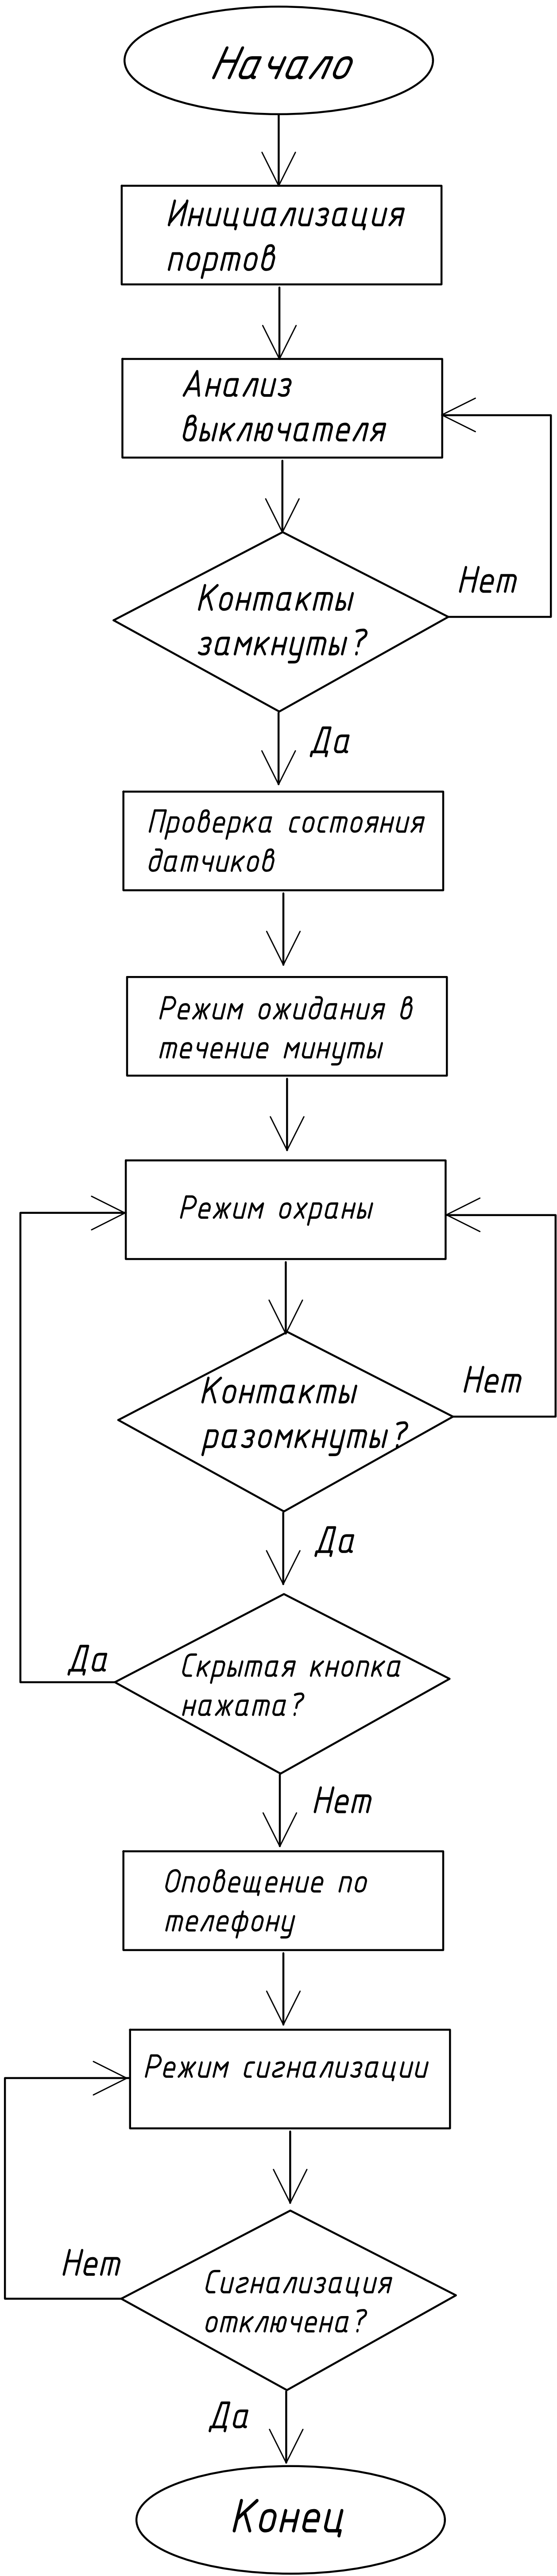 Начало
Инициализация
портов
Анализ
выключателя
Контакты
замкнуты?
Нет
Да
Проверка состояния
датчиков
Режим ожидания в
течение минуты
Режим охраны
Контакты
разомкнуты?
Нет
Да
Скрытая кнопка
нажата?
Да
Нет
Оповещение по
телефону
Режим сигнализации
Сигнализация
отключена?
Нет
Да
Конец